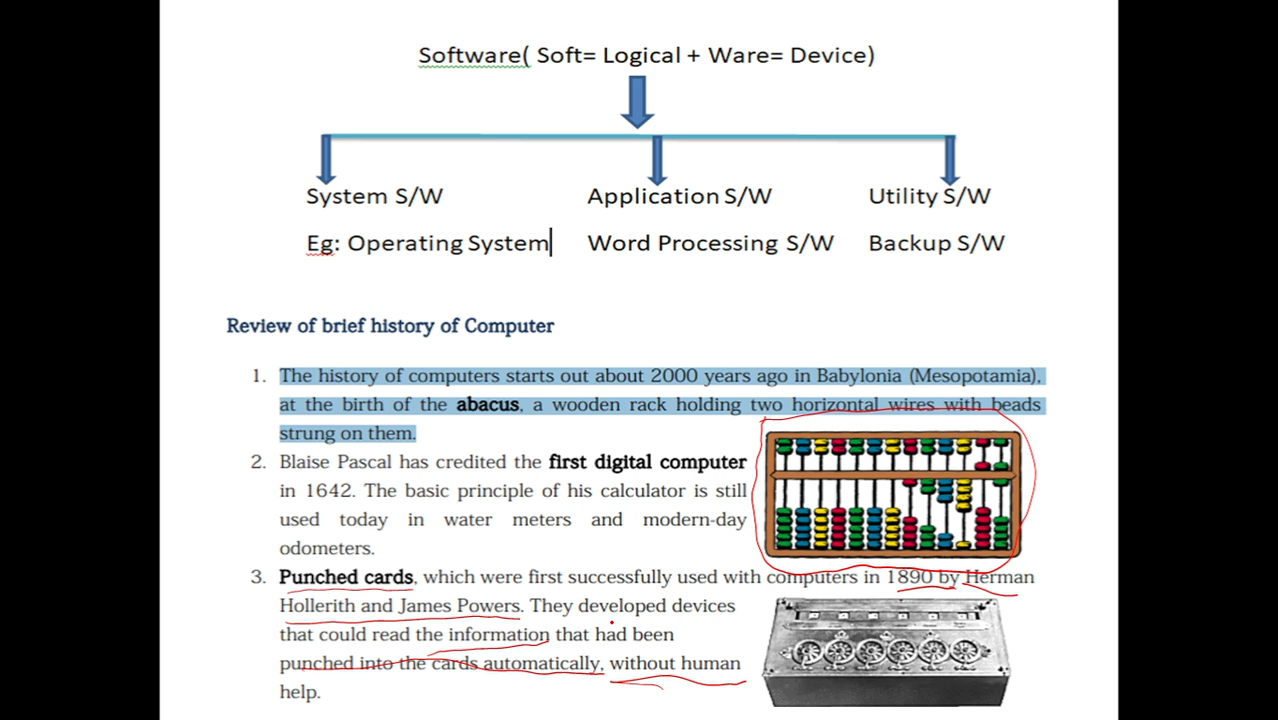 Software( Soft= Logical + Ware= Device)
System S/W Application S/W Utility S/W
Eg: Operating System Word Processing S/W Backup S/W
Review of brief history of Computer
1. The history of computers starts out about 2000 years ago in Babylonia (Mesopotamia),
at the birth of the abacus, a wooden rack holding two horizontal wires with beads
strung on them.
2. Blaise Pascal has credited the first digital computer
in 1642. The basic principle of his calculator is still
used today in water meters and modern-day
odometers.
3. Punched cards, which were first successfully used with computers in 1890 by Herman
Hollerith and James Powers. They developed devices
that could read the information that had been
punched into the cards automatically, without human
help.